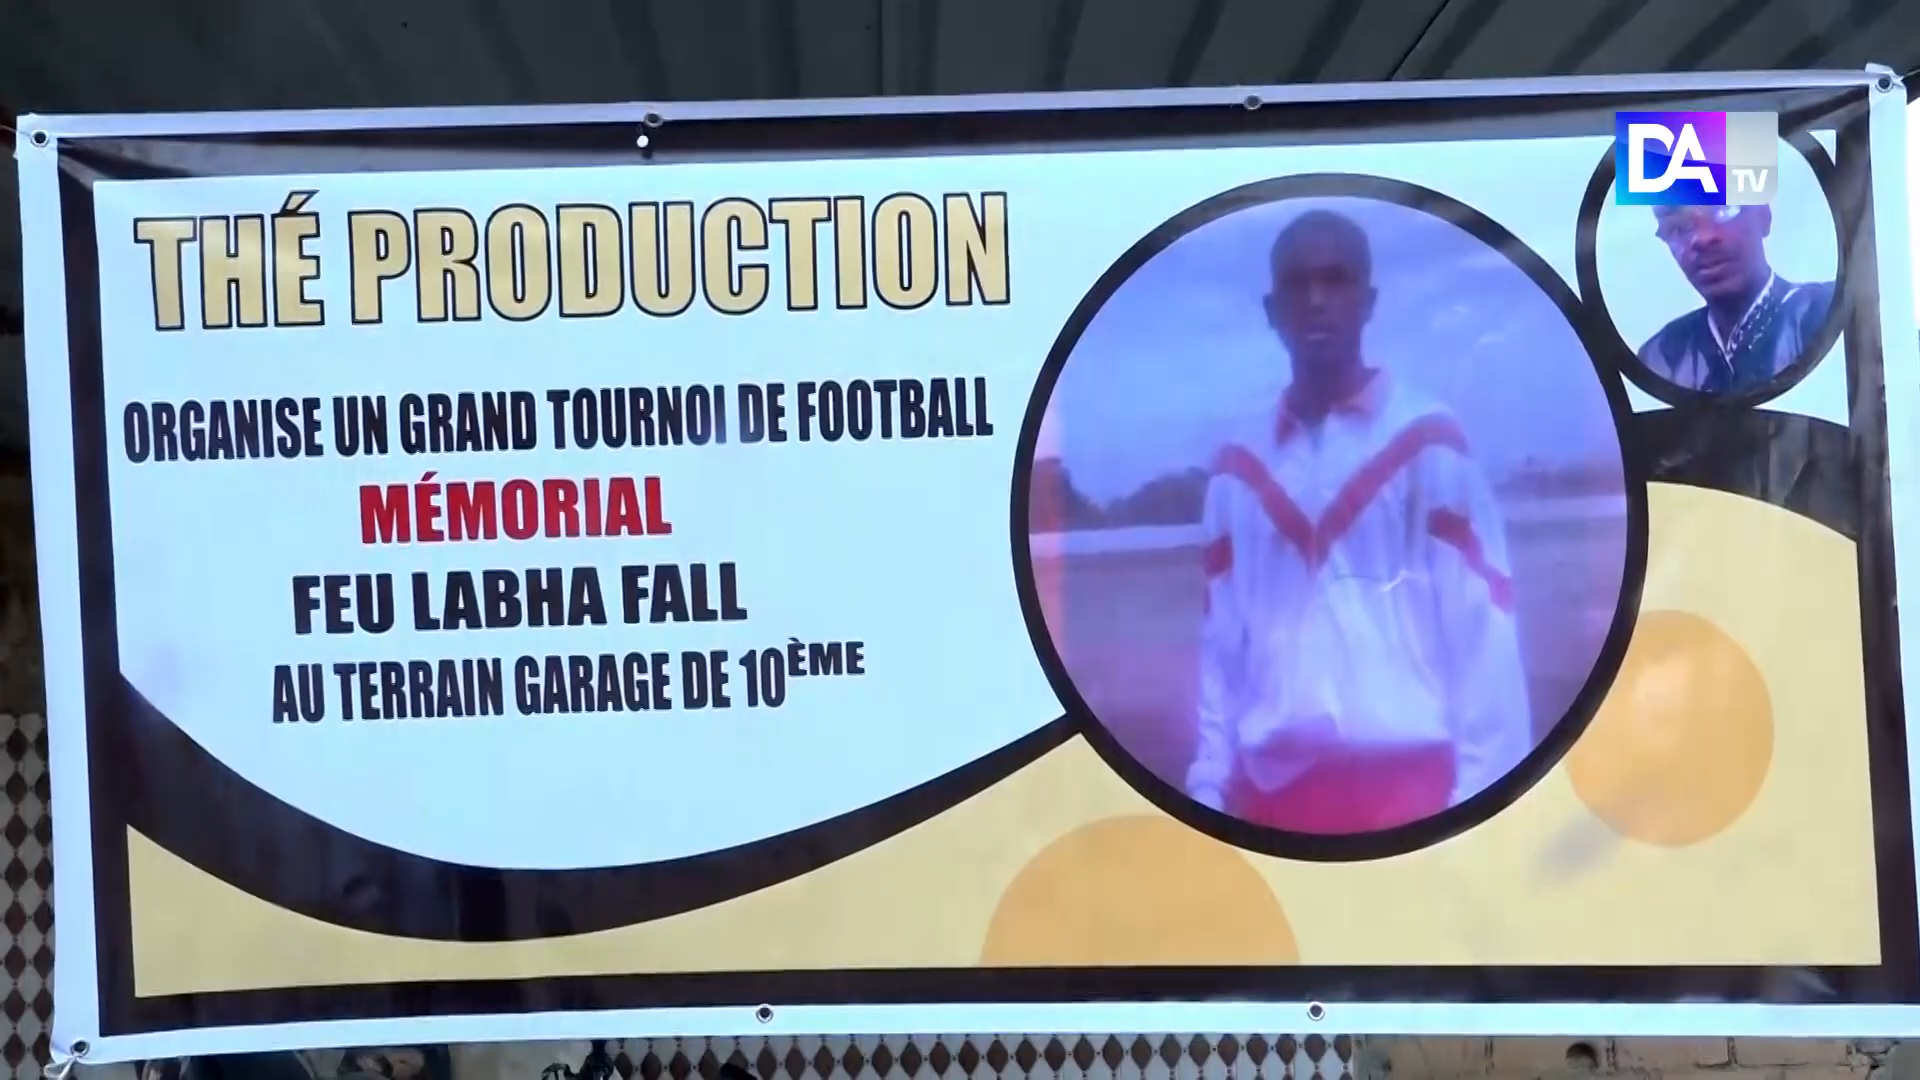 DA TV
THÉ PRODUCTION
ORGANISE UN GRAND TOURNOI DE FOOTBALL
MÉMORIAL
FEU LABHA FALL
AU TERRAIN GARAGE DE 10ÈME